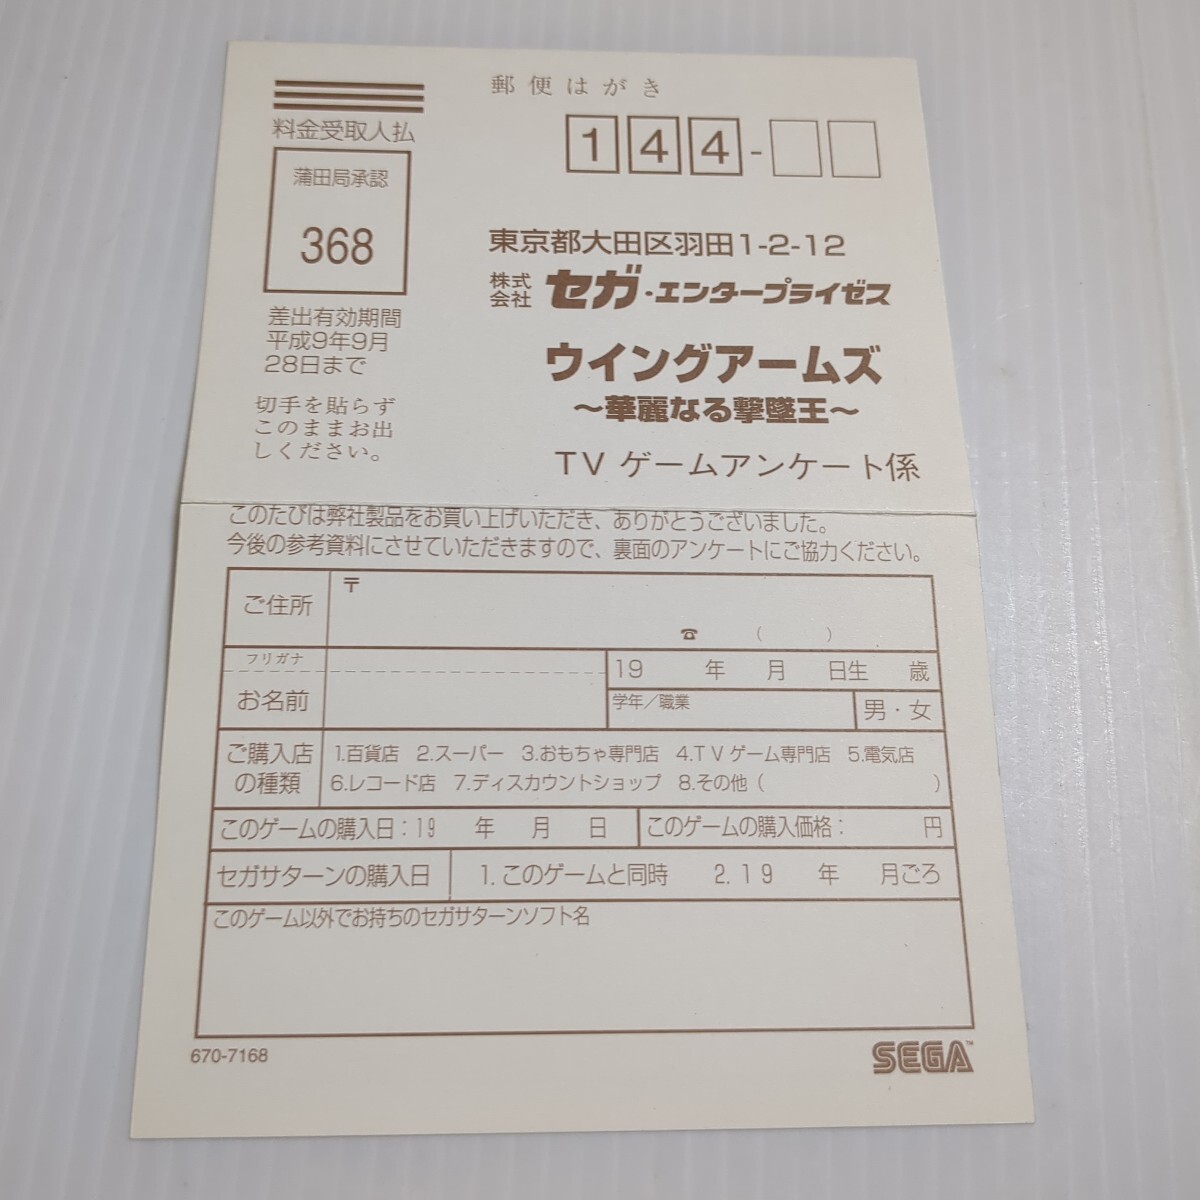 郵便はがき
料金受取人払
蒲田局承認
368
差出有効期間
平成9年9月
28日まで
切手を貼らず
このままお出
しください。
144-
東京都大田区羽田1-2-12
株式会社 セガ・エンタープライゼス
ウイングアームズ
~華麗なる撃墜王~
TVゲームアンケート係
このたびは弊社製品をお買い上げいただき、ありがとうございました。
今後の参考資料にさせていただきますので、裏面のアンケートにご協力ください。
ご住所 〒
☎ ( )
フリガナ
お名前
19 年 月 日生 歳
学年/職業 男・女
ご購入店の種類
1.百貨店 2.スーパー 3.おもちゃ専門店 4.TVゲーム専門店 5.電気店
6.レコード店 7.ディスカウントショップ 8.その他( )
このゲームの購入日:19 年 月 日 このゲームの購入価格: 円
セガサターンの購入日 1.このゲームと同時 2.19 年 月ごろ
このゲーム以外でお持ちのセガサターンソフト名
670-7168
SEGA™